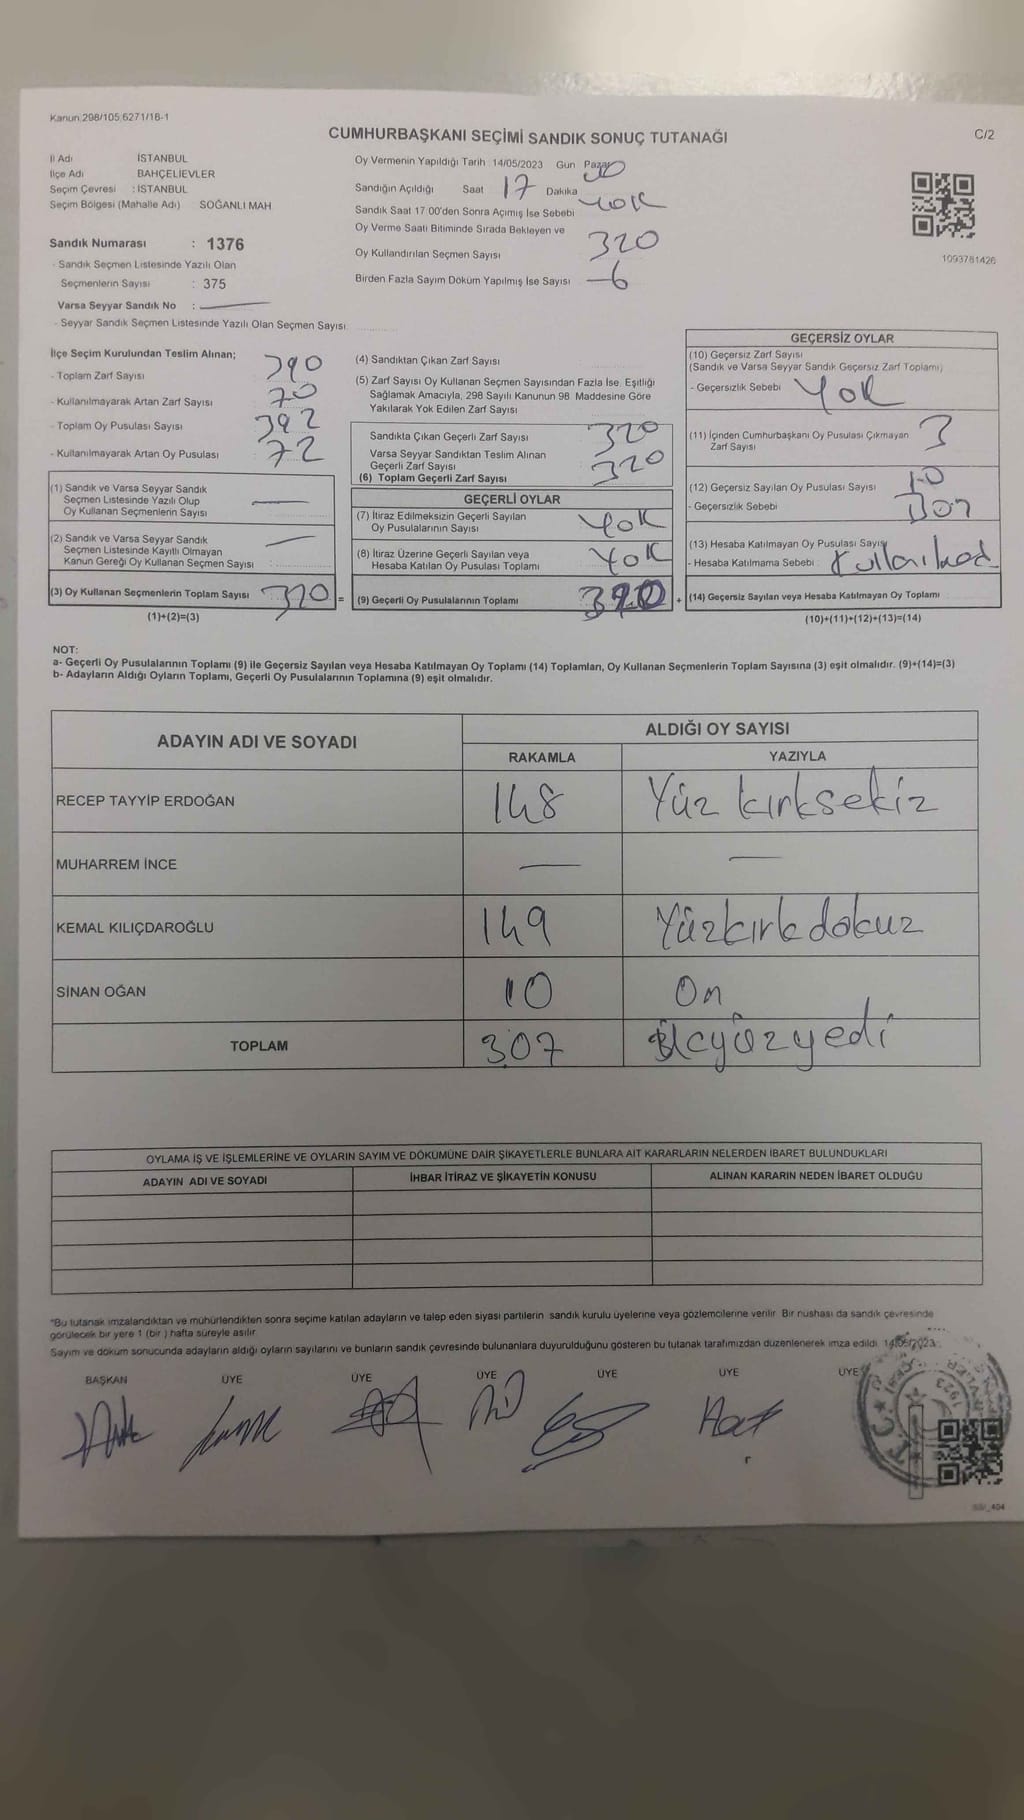 Kanun:298/105;6271/18-1
CUMHURBAŞKANI SEÇİMİ SANDIK SONUÇ TUTANAĞI
C/2
İl Adı İSTANBUL
İlçe Adı BAHÇELİEVLER
Seçim Çevresi : İSTANBUL
Seçim Bölgesi (Mahalle Adı) SOĞANLI MAH
Sandık Numarası : 1376
- Sandık Seçmen Listesinde Yazılı Olan
Seçmenlerin Sayısı : 375
Varsa Seyyar Sandık No : —
- Seyyar Sandık Seçmen Listesinde Yazılı Olan Seçmen Sayısı
Oy Vermenin Yapıldığı Tarih 14/05/2023 Gün Pazar
Sandığın Açıldığı Saat 17 Dakika 30
Sandık Saat 17:00'den Sonra Açımış İse Sebebi YOK
Oy Verme Saati Bitiminde Sırada Bekleyen ve
Oy Kullandırılan Seçmen Sayısı 320
Birden Fazla Sayım Döküm Yapılmış İse Sayısı
1093781426
İlçe Seçim Kurulundan Teslim Alınan;
- Toplam Zarf Sayısı 390
- Kullanılmayarak Artan Zarf Sayısı 70
- Toplam Oy Pusulası Sayısı 392
- Kullanılmayarak Artan Oy Pusulası 72
(1) Sandık ve Varsa Seyyar Sandık
Seçmen Listesinde Yazılı Olup
Oy Kullanan Seçmenlerin Sayısı —
(2) Sandık ve Varsa Seyyar Sandık
Seçmen Listesinde Kayıtlı Olmayan
Kanun Gereği Oy Kullanan Seçmen Sayısı : —
(3) Oy Kullanan Seçmenlerin Toplam Sayısı 320 =
(1)+(2)=(3)
(4) Sandıktan Çıkan Zarf Sayısı
(5) Zarf Sayısı Oy Kullanan Seçmen Sayısından Fazla İse, Eşitliği
Sağlamak Amacıyla, 298 Sayılı Kanunun 98. Maddesine Göre
Yakılarak Yok Edilen Zarf Sayısı
Sandıkta Çıkan Geçerli Zarf Sayısı 320
Varsa Seyyar Sandıktan Teslim Alınan
Geçerli Zarf Sayısı 320
(6) Toplam Geçerli Zarf Sayısı
GEÇERLİ OYLAR
(7) İtiraz Edilmeksizin Geçerli Sayılan
Oy Pusulalarının Sayısı YOK
(8) İtiraz Üzerine Geçerli Sayılan veya
Hesaba Katılan Oy Pusulası Toplamı YOK
(9) Geçerli Oy Pusulalarının Toplamı 320 +
GEÇERSİZ OYLAR
(10) Geçersiz Zarf Sayısı
(Sandık ve Varsa Seyyar Sandık Geçersiz Zarf Toplamı)
- Geçersizlik Sebebi YOK
(11) İçinden Cumhurbaşkanı Oy Pusulası Çıkmayan
Zarf Sayısı 3
(12) Geçersiz Sayılan Oy Pusulası Sayısı 10
- Geçersizlik Sebebi
(13) Hesaba Katılmayan Oy Pusulası Sayısı
- Hesaba Katılmama Sebebi :
(14) Geçersiz Sayılan veya Hesaba Katılmayan Oy Toplamı
(10)+(11)+(12)+(13)=(14)
NOT:
a- Geçerli Oy Pusulalarının Toplamı (9) ile Geçersiz Sayılan veya Hesaba Katılmayan Oy Toplamı (14) Toplamları, Oy Kullanan Seçmenlerin Toplam Sayısına (3) eşit olmalıdır. (9)+(14)=(3)
b- Adayların Aldığı Oyların Toplamı, Geçerli Oy Pusulalarının Toplamına (9) eşit olmalıdır.
ADAYIN ADI VE SOYADI ALDIĞI OY SAYISI
RAKAMLA YAZIYLA
RECEP TAYYİP ERDOĞAN 148 Yüz kırksekiz
MUHARREM İNCE — —
KEMAL KILIÇDAROĞLU 149 Yüzkırk dokuz
SİNAN OĞAN 10 On
TOPLAM 307 Üçyüzyedi
OYLAMA İŞ VE İŞLEMLERİNE VE OYLARIN SAYIM VE DÖKÜMÜNE DAİR ŞİKAYETLERLE BUNLARA AİT KARARLARIN NELERDEN İBARET BULUNDUKLARI
ADAYIN ADI VE SOYADI İHBAR İTİRAZ VE ŞİKAYETİN KONUSU ALINAN KARARIN NEDEN İBARET OLDUĞU
"Bu tutanak imzalandıktan ve mühürlendikten sonra seçime katılan adayların ve talep eden siyasi partilerin sandık kurulu üyelerine veya gözlemcilerine verilir. Bir nüshası da sandık çevresinde
görülecek bir yere 1 (bir ) hafta süreyle asılır.
Sayım ve döküm sonucunda adayların aldığı oyların sayılarını ve bunların sandık çevresinde bulunanlara duyurulduğunu gösteren bu tutanak tarafımızdan düzenlenerek imza edildi. 14/05/2023
BAŞKAN ÜYE ÜYE ÜYE ÜYE ÜYE ÜYE
T.C.
1923